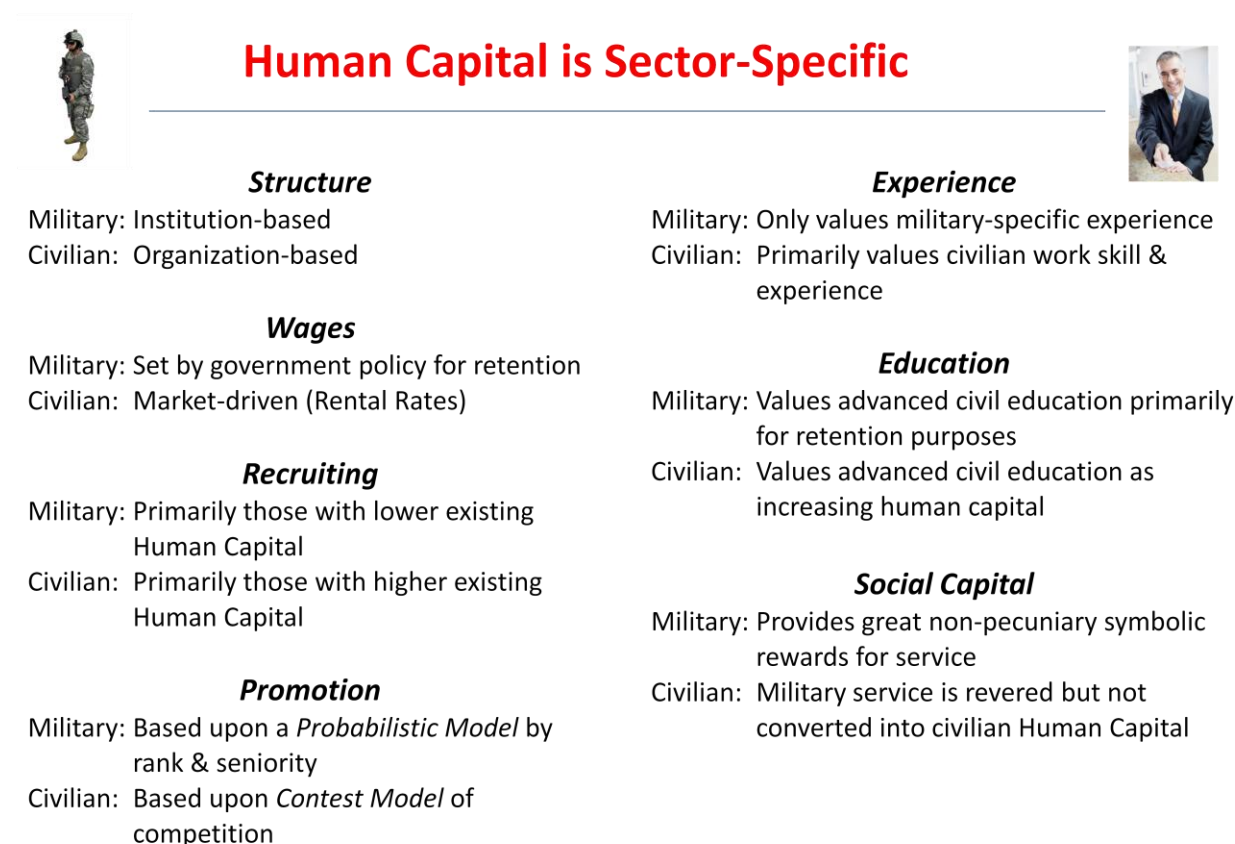 Human Capital is Sector-Specific
Structure
Military: Institution-based
Civilian: Organization-based
Wages
Military: Set by government policy for retention
Civilian: Market-driven (Rental Rates)
Recruiting
Military: Primarily those with lower existing
Human Capital
Civilian: Primarily those with higher existing
Human Capital
Promotion
Military: Based upon a Probabilistic Model by
rank & seniority
Civilian: Based upon Contest Model of
competition
Experience
Military: Only values military-specific experience
Civilian: Primarily values civilian work skill &
experience
Education
Military: Values advanced civil education primarily
for retention purposes
Civilian: Values advanced civil education as
increasing human capital
Social Capital
Military: Provides great non-pecuniary symbolic
rewards for service
Civilian: Military service is revered but not
converted into civilian Human Capital